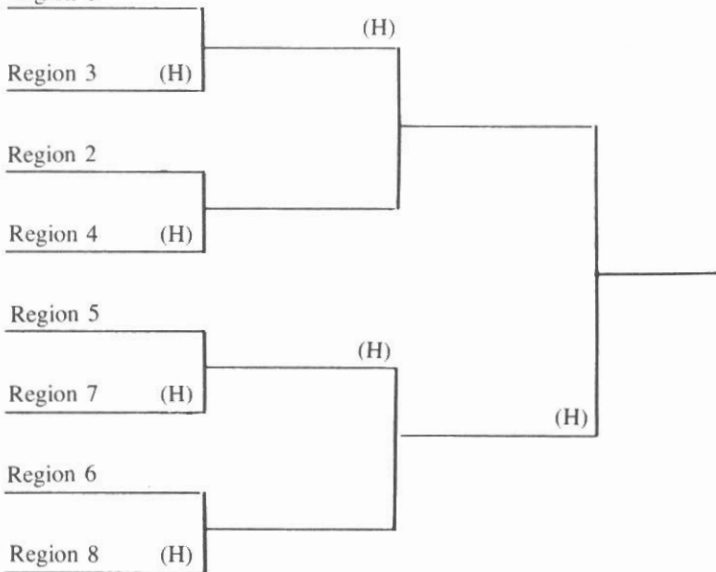 (H)
Region 3 (H)
Region 2
Region 4 (H)
Region 5
(H)
Region 7 (H)
(H)
Region 6
Region 8 (H)